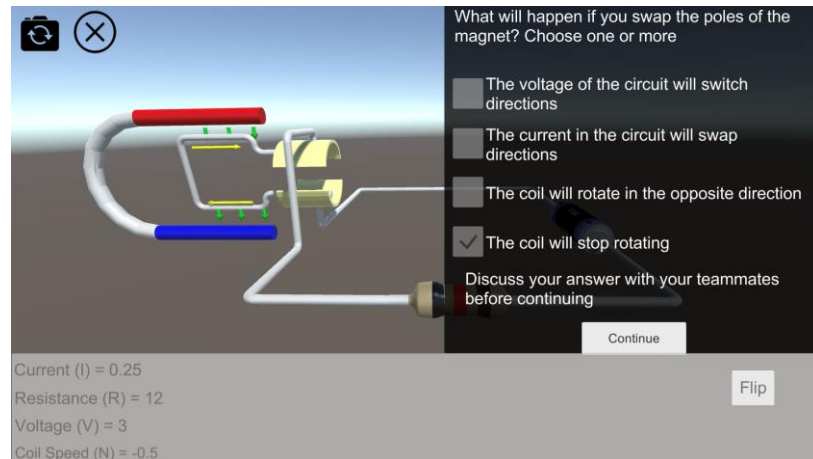 What will happen if you swap the poles of the
magnet? Choose one or more
The voltage of the circuit will switch
directions
The current in the circuit will swap
directions
The coil will rotate in the opposite direction
The coil will stop rotating
Discuss your answer with your teammates
before continuing
Continue
Current (I) = 0.25
Resistance (R) = 12
Voltage (V) = 3
Coil Speed (N) = -0.5
Flip